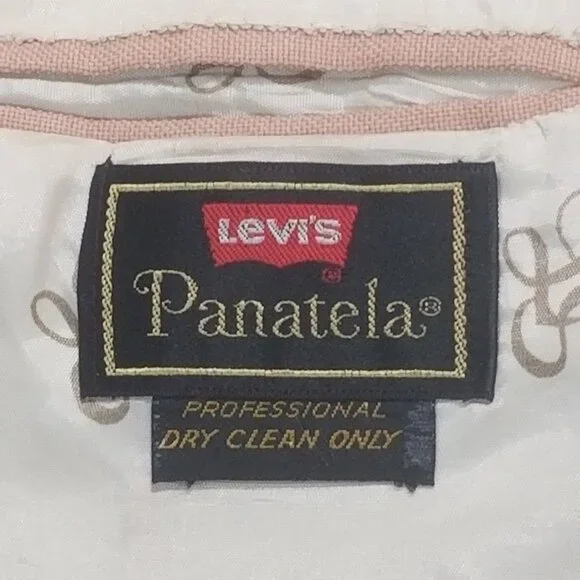 Levi's ®
Panatela®
PROFESSIONAL
DRY CLEAN ONLY